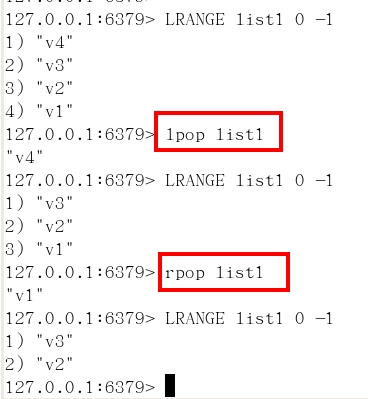 127.0.0.1:6379> LRANGE list1 0 -1
1) "v4"
2) "v3"
3) "v2"
4) "v1"
127.0.0.1:6379> lpop list1
"v4"
127.0.0.1:6379> LRANGE list1 0 -1
1) "v3"
2) "v2"
3) "v1"
127.0.0.1:6379> rpop list1
"v1"
127.0.0.1:6379> LRANGE list1 0 -1
1) "v3"
2) "v2"
127.0.0.1:6379>